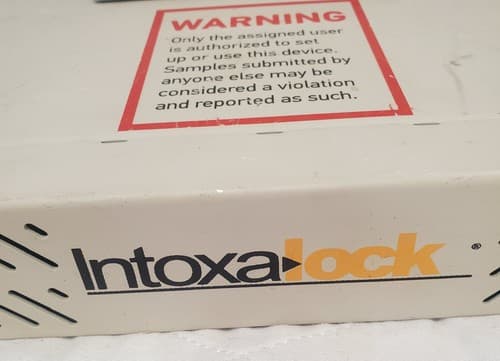 WARNING
Only the assigned user
is authorized to set
up or use this device.
Samples submitted by
anyone else may be
considered a violation
and reported as such.
Intoxalock ®